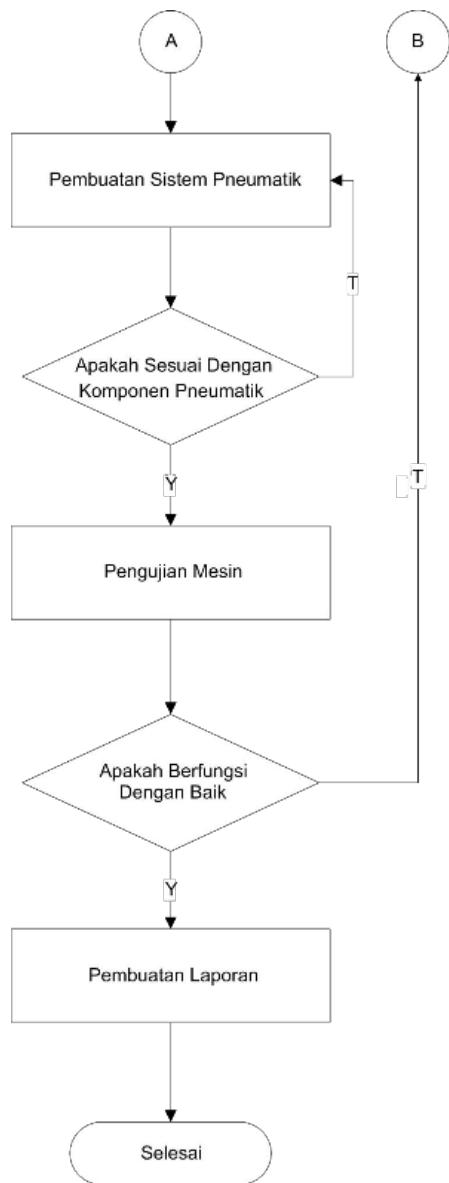 A
B
Pembuatan Sistem Pneumatik
T
Apakah Sesuai Dengan
Komponen Pneumatik
Y
T
Pengujian Mesin
Apakah Berfungsi
Dengan Baik
Y
Pembuatan Laporan
Selesai